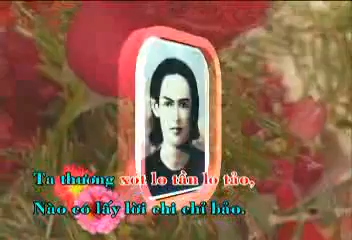 Ta thương xót lo tần lo tảo,
Nào có lấy lời chi chỉ bảo.